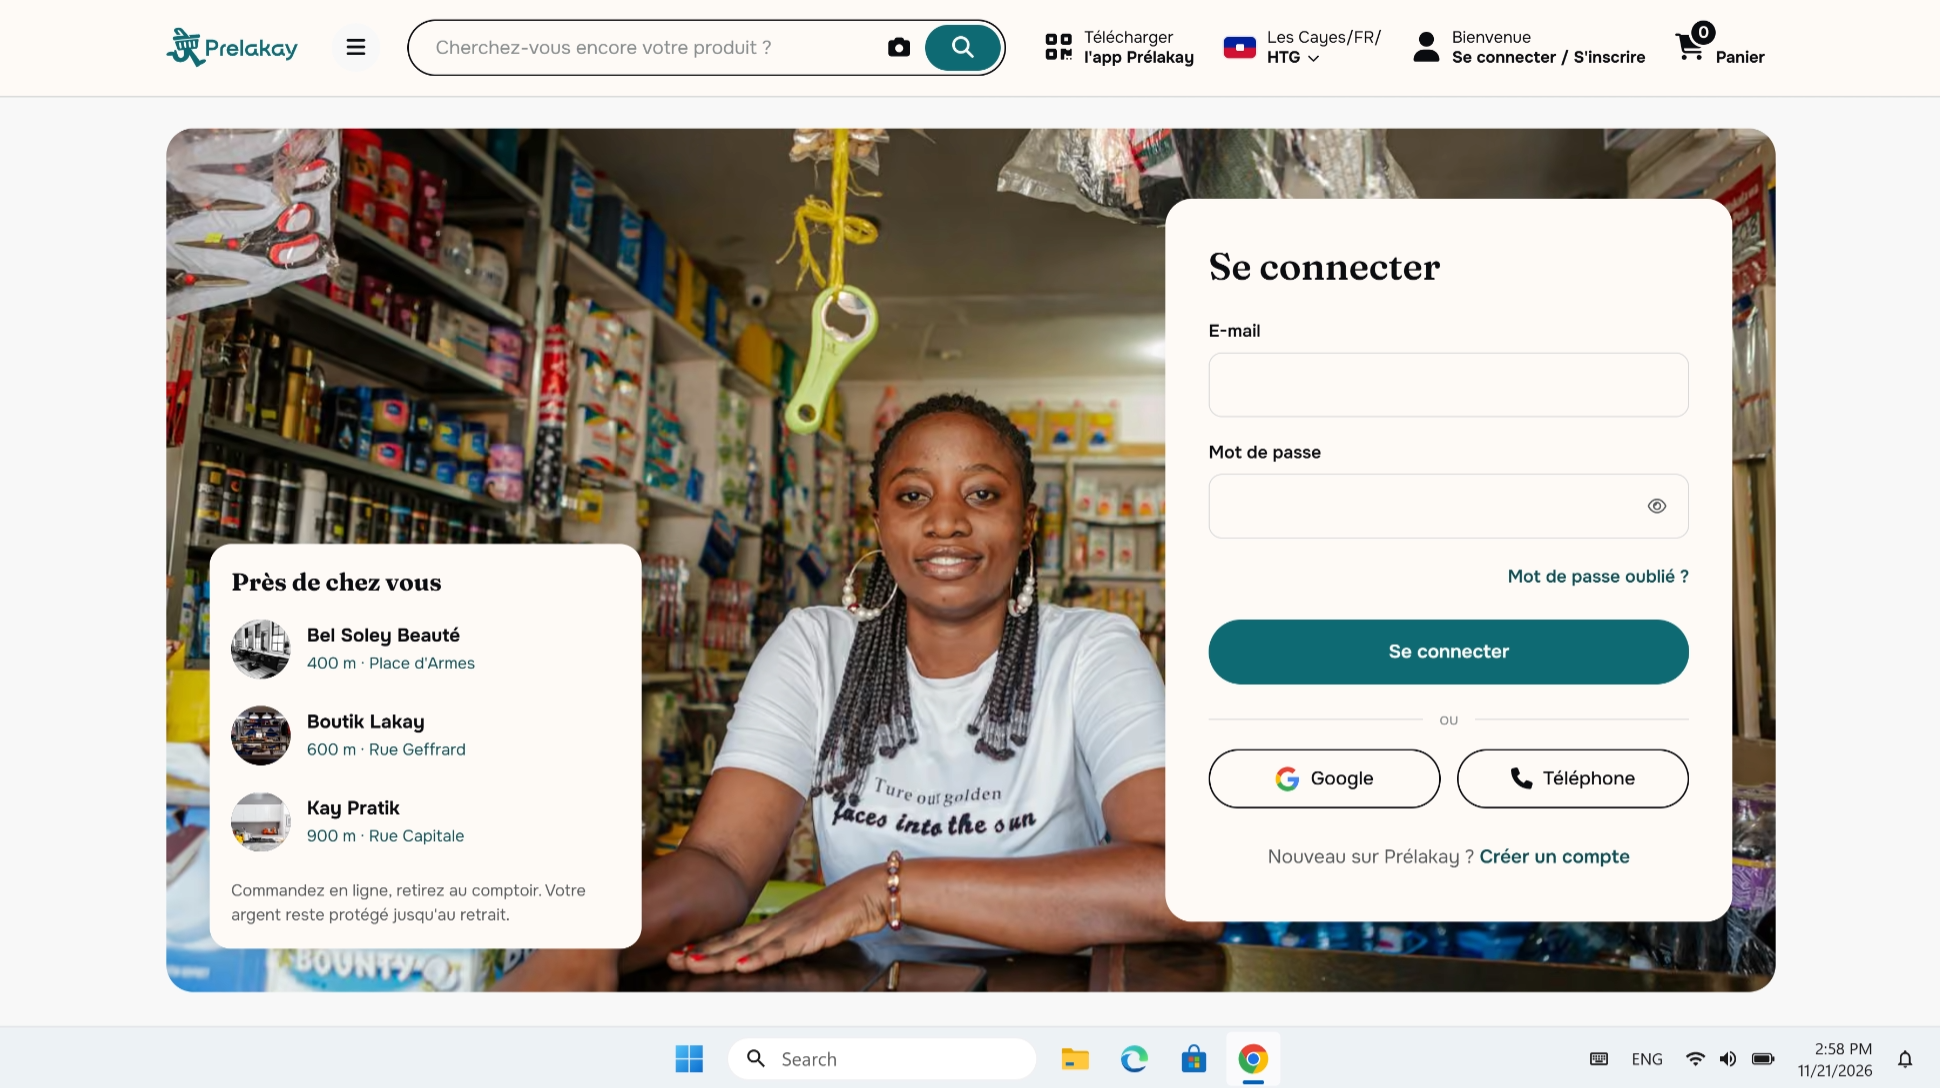 Prelakay
Cherchez-vous encore votre produit ?
Télécharger
l'app Prélakay
Les Cayes/FR/
HTG
Bienvenue
Se connecter / S'inscrire
0
Panier
Se connecter
E-mail
Mot de passe
Mot de passe oublié ?
Se connecter
ou
Google
Téléphone
Nouveau sur Prélakay ? Créer un compte
Près de chez vous
Bel Soley Beauté
400 m · Place d'Armes
Boutik Lakay
600 m · Rue Geffrard
Kay Pratik
900 m · Rue Capitale
Commandez en ligne, retirez au comptoir. Votre
argent reste protégé jusqu'au retrait.
Ture out golden
faces into the sun
BOUNTY
Search
ENG
2:58 PM
11/21/2026